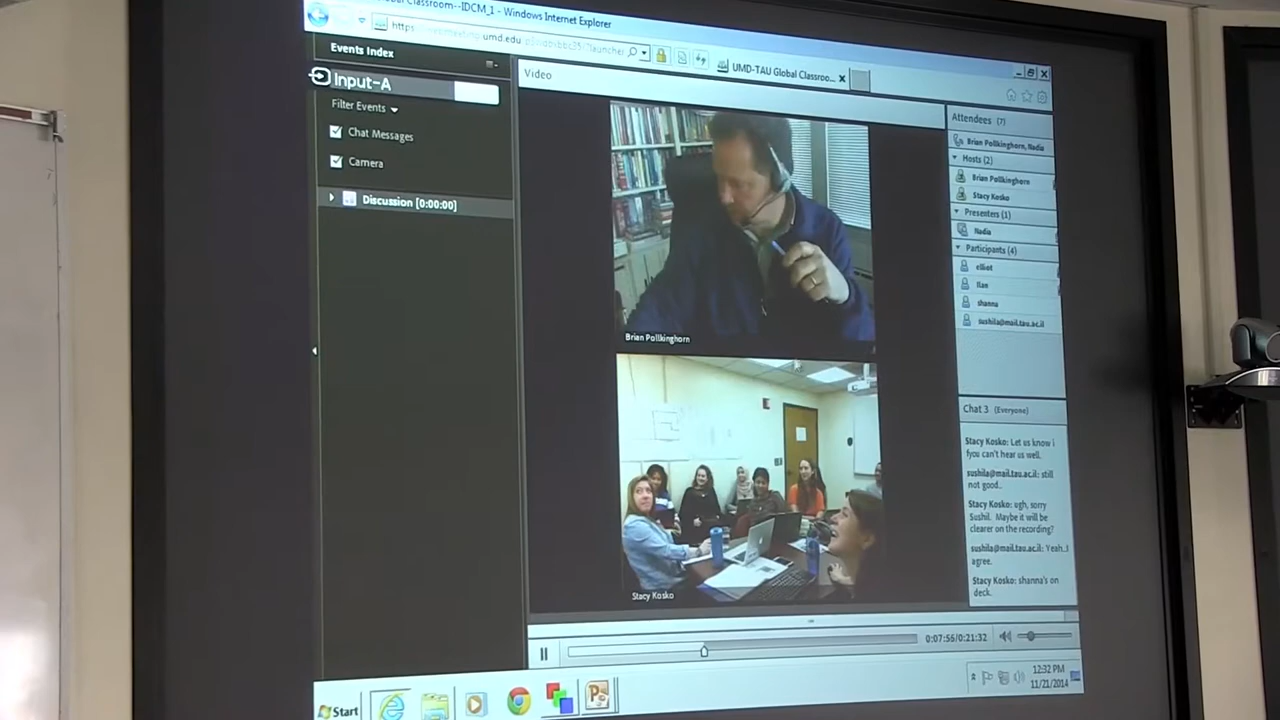 Global Classroom--IDCM_1 - Windows Internet Explorer
https
umd.edu
UMD-TAU Global Classroo...
Events Index
Input-A
Filter Events
Chat Messages
Camera
Discussion [0:00:00]
Video
Brian Pollkinghorn
Stacy Kosko
Attendees (7)
Brian Pollkinghorn, Nadia
Hosts (2)
Brian Pollkinghorn
Stacy Kosko
Presenters (1)
Nadia
Participants (4)
elliot
Ilan
shanna
sushila@mail.tau.ac.il
Chat 3 (Everyone)
Stacy Kosko: Let us know i
f you can't hear us well.
sushila@mail.tau.ac.il: still
not good..
Stacy Kosko: ugh, sorry
Sushil. Maybe it will be
clearer on the recording?
sushila@mail.tau.ac.il: Yeah..I
agree.
Stacy Kosko: shanna's on
deck.
0:07:56/0:21:32
Start
12:32 PM
11/21/2014